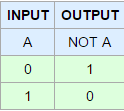 INPUT OUTPUT
A NOT A
0 1
1 0